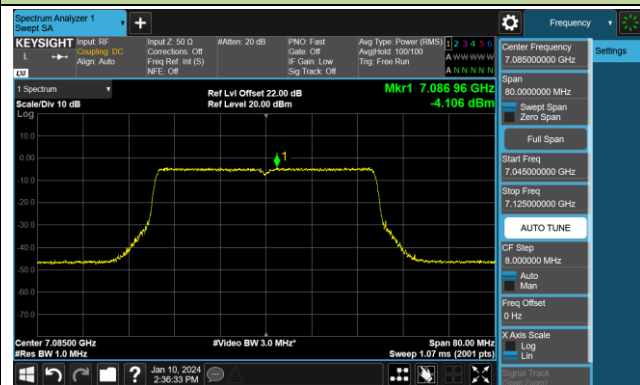 Spectrum Analyzer 1
Swept SA
Frequency
KEYSIGHT
L
LXI
Input: RF
Coupling: DC
Align: Auto
Input Z: 50 Ω
Corrections: Off
Freq Ref: Int (S)
NFE: Off
#Atten: 20 dB
PNO: Fast
Gate: Off
IF Gain: Low
Sig Track: Off
Avg Type: Power (RMS)
Avg|Hold: 100/100
Trig: Free Run
1 2 3 4 5 6
A W W W W W
A N N N N N
1 Spectrum
Scale/Div 10 dB
Log
Ref Lvl Offset 22.00 dB
Ref Level 20.00 dBm
Mkr1 7.086 96 GHz
-4.106 dBm
10.0
0.00
-10.0
-20.0
-30.0
-40.0
-50.0
-60.0
-70.0
1
Center 7.08500 GHz
#Res BW 1.0 MHz
#Video BW 3.0 MHz*
Span 80.00 MHz
Sweep 1.07 ms (2001 pts)
Jan 10, 2024
2:36:33 PM
Center Frequency
7.085000000 GHz
Span
80.0000000 MHz
Swept Span
Zero Span
Full Span
Start Freq
7.045000000 GHz
Stop Freq
7.125000000 GHz
AUTO TUNE
CF Step
8.000000 MHz
Auto
Man
Freq Offset
0 Hz
X Axis Scale
Log
Lin
Signal Track
(Span Zoom)
Settings